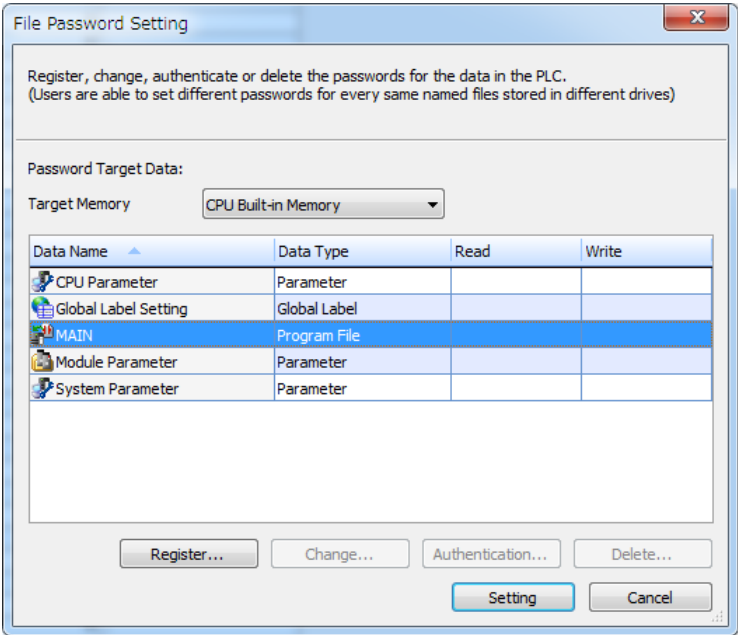 File Password Setting
Register, change, authenticate or delete the passwords for the data in the PLC.
(Users are able to set different passwords for every same named files stored in different drives)
Password Target Data:
Target Memory CPU Built-in Memory
Data Name Data Type Read Write
CPU Parameter Parameter
Global Label Setting Global Label
MAIN Program File
Module Parameter Parameter
System Parameter Parameter
Register... Change... Authentication... Delete...
Setting Cancel